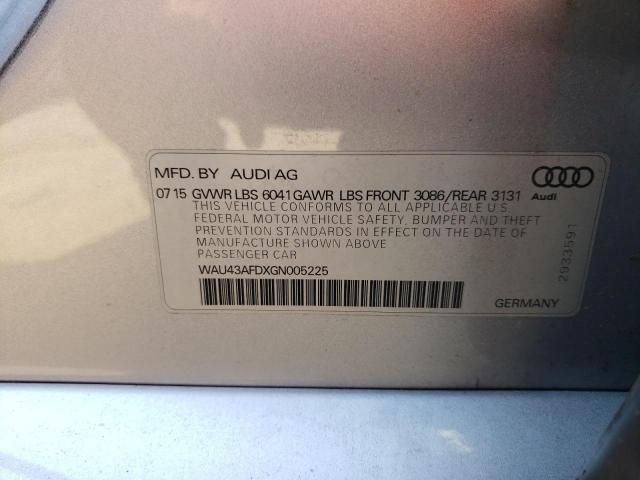 MFD. BY AUDI AG
07 15 GVWR LBS 6041 GAWR LBS FRONT 3086/REAR 3131
Audi
THIS VEHICLE CONFORMS TO ALL APPLICABLE U S
FEDERAL MOTOR VEHICLE SAFETY, BUMPER AND THEFT
PREVENTION STANDARDS IN EFFECT ON THE DATE OF
MANUFACTURE SHOWN ABOVE
PASSENGER CAR
WAU43AFDXGN005225
GERMANY
2933591